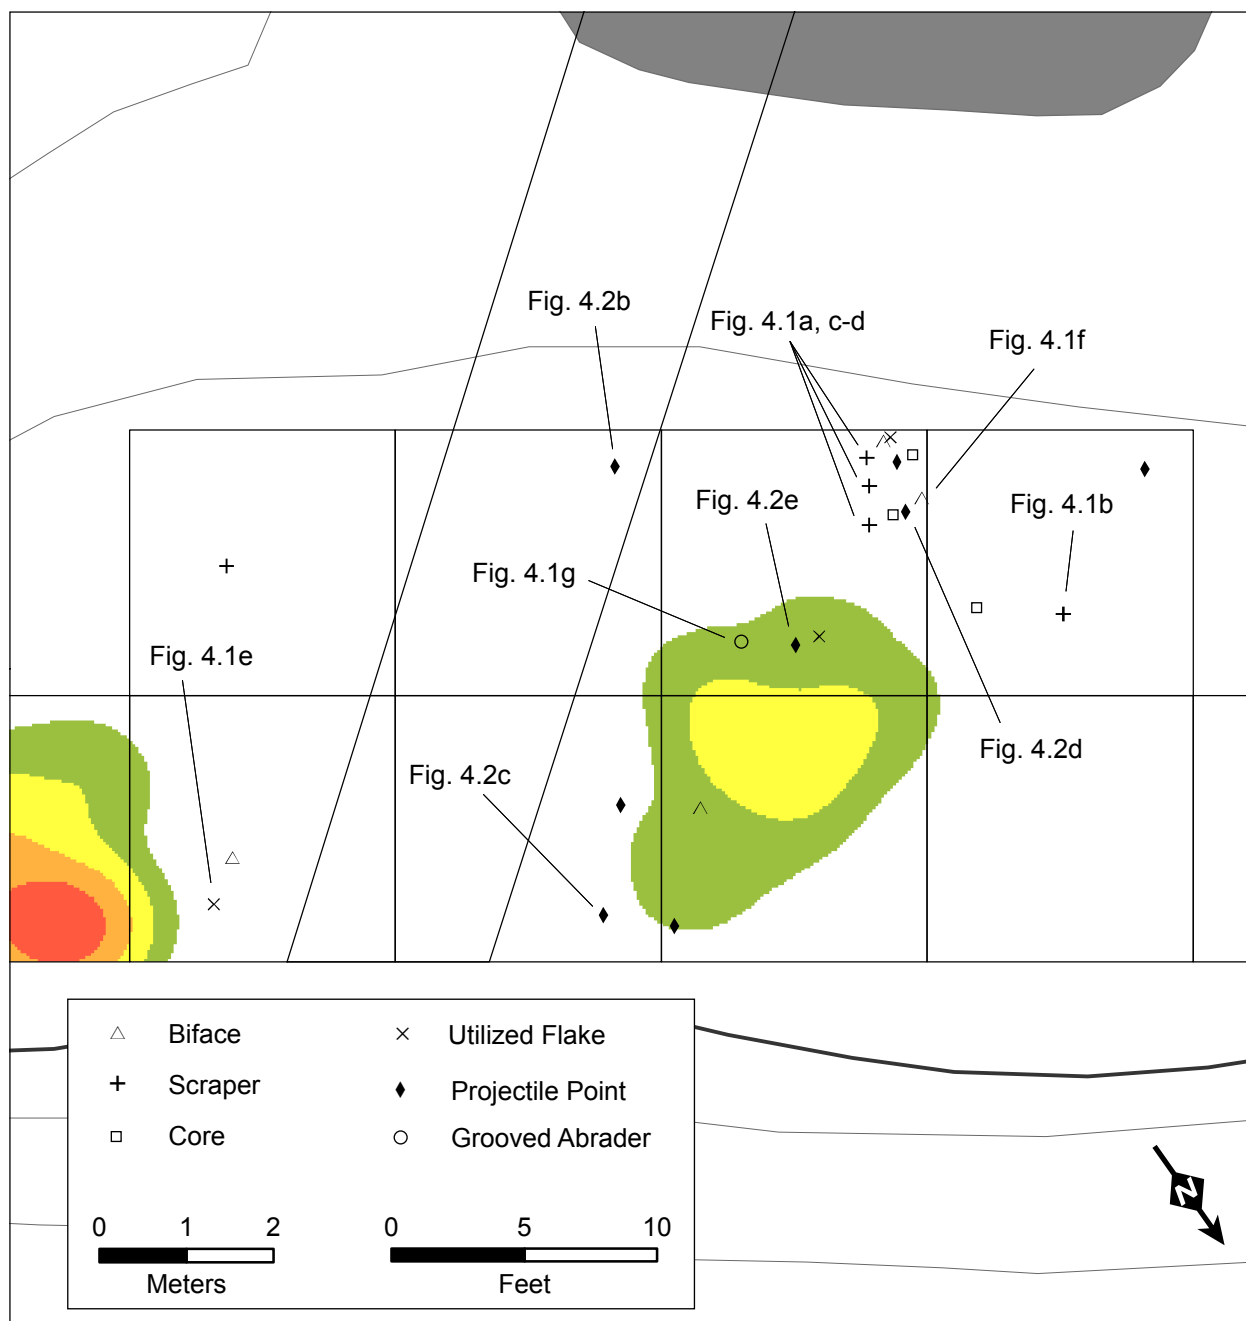 Fig. 4.2b
Fig. 4.1a, c-d
Fig. 4.1f
Fig. 4.2e
Fig. 4.1b
Fig. 4.1g
Fig. 4.1e
Fig. 4.2d
Fig. 4.2c
Biface
Utilized Flake
Scraper
Projectile Point
Core
Grooved Abrader
0 1 2
Meters
0 5 10
Feet
N